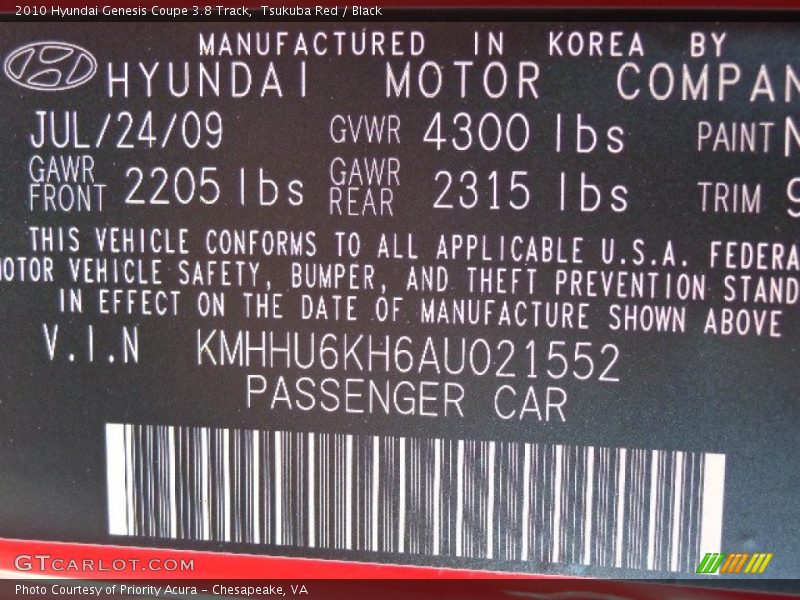 2010 Hyundai Genesis Coupe 3.8 Track, Tsukuba Red / Black
MANUFACTURED IN KOREA BY
HYUNDAI MOTOR COMPAN
JUL/24/09 GVWR 4300 lbs PAINT N
GAWR FRONT 2205 lbs GAWR REAR 2315 lbs TRIM 9
THIS VEHICLE CONFORMS TO ALL APPLICABLE U.S.A. FEDERA
MOTOR VEHICLE SAFETY, BUMPER, AND THEFT PREVENTION STAND
IN EFFECT ON THE DATE OF MANUFACTURE SHOWN ABOVE
V.I.N KMHHU6KH6AU021552
PASSENGER CAR
GTCARLOT.COM
Photo Courtesy of Priority Acura - Chesapeake, VA